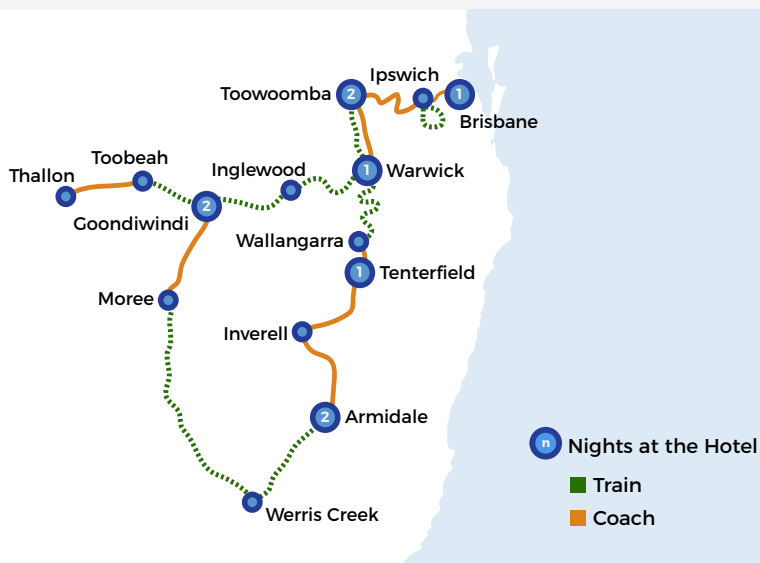 Ipswich
Toowoomba
2
1
Brisbane
Toobeah
Inglewood
1
Warwick
Thallon
2
Goondiwindi
Wallangarra
1
Tenterfield
Moree
Inverell
2
Armidale
n
Nights at the Hotel
Train
Werris Creek
Coach